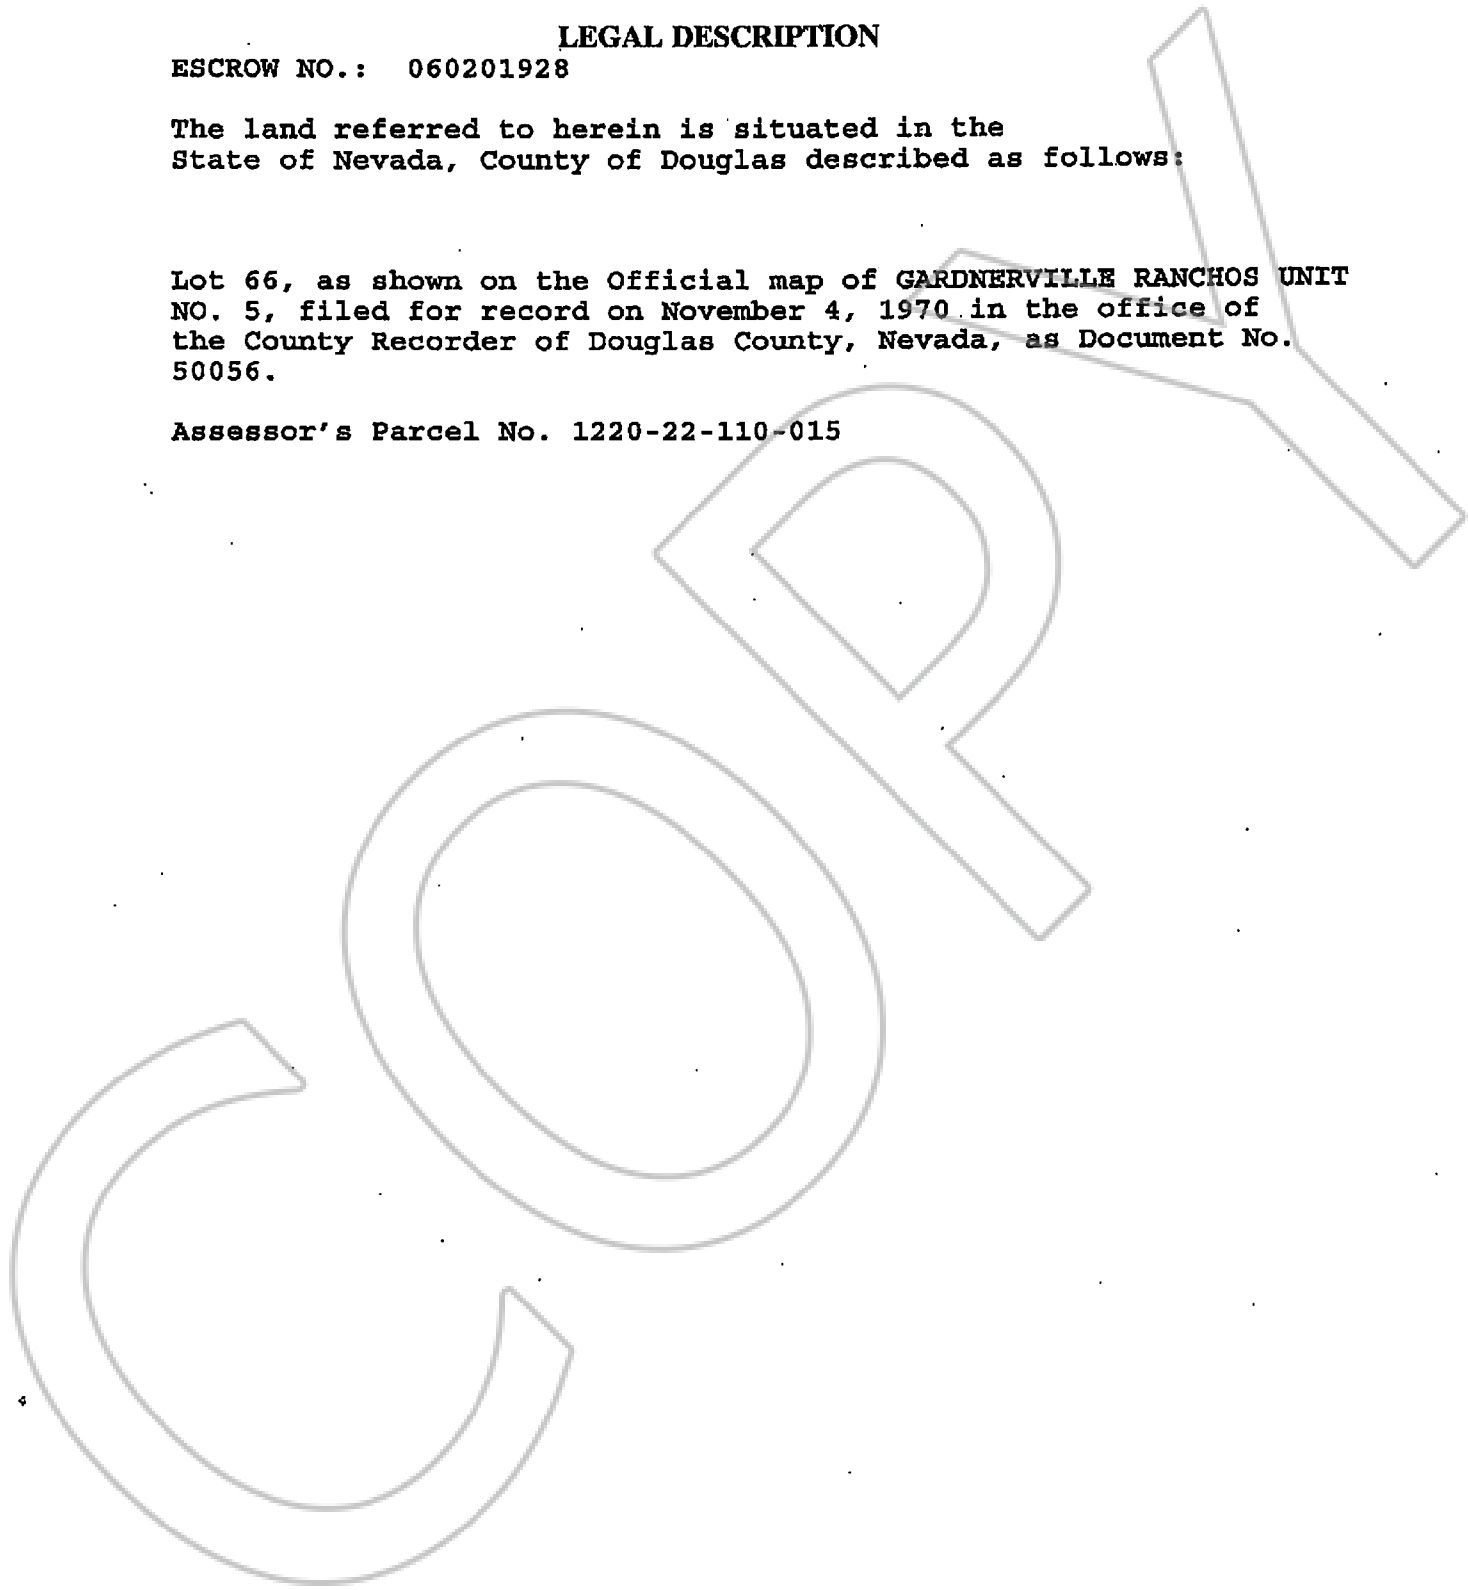 LEGAL DESCRIPTION
ESCROW NO.: 060201928
The land referred to herein is situated in the
State of Nevada, County of Douglas described as follows:
Lot 66, as shown on the Official map of GARDNERVILLE RANCHOS UNIT
NO. 5, filed for record on November 4, 1970 in the office of
the County Recorder of Douglas County, Nevada, as Document No.
50056.
Assessor's Parcel No. 1220-22-110-015
COPY